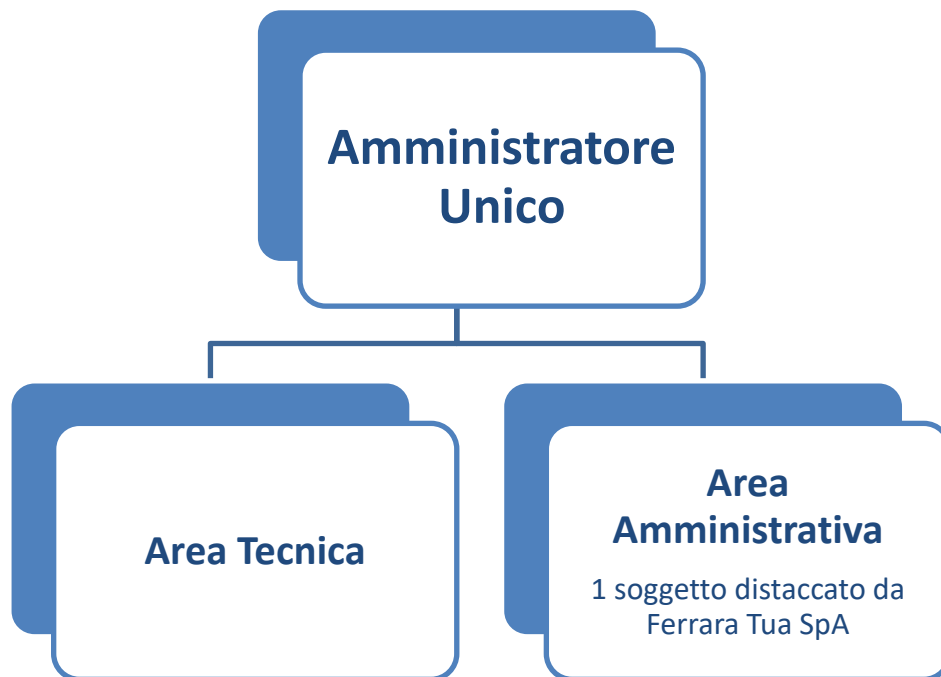 Amministratore
Unico
Area Tecnica
Area
Amministrativa
1 soggetto distaccato da
Ferrara Tua SpA